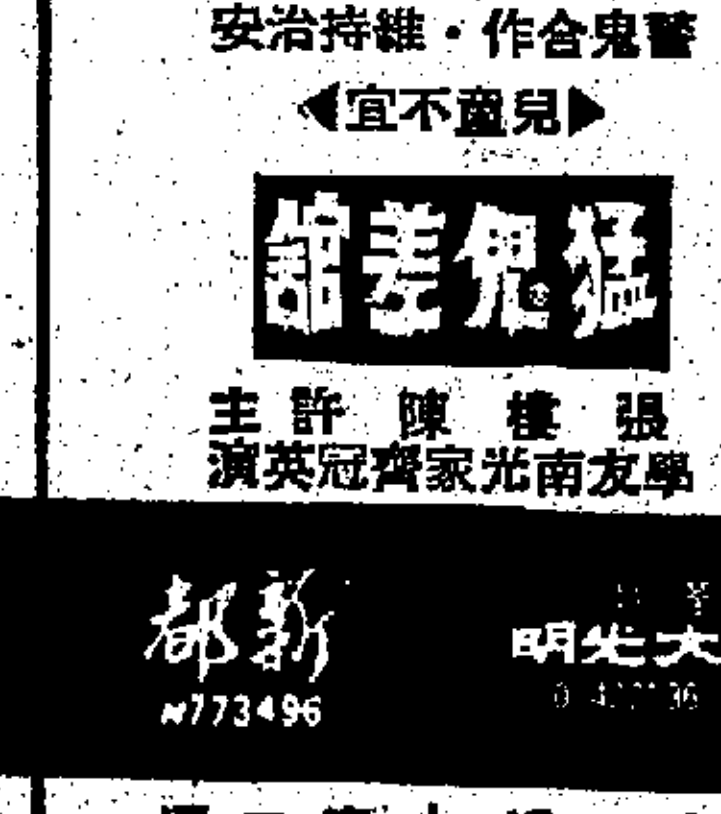 警鬼合作・維持治安
▶兒童不宜◀
猛鬼差館
張 樓 陳 許 主
學友南光家齊冠英演
新都
773496
大光明